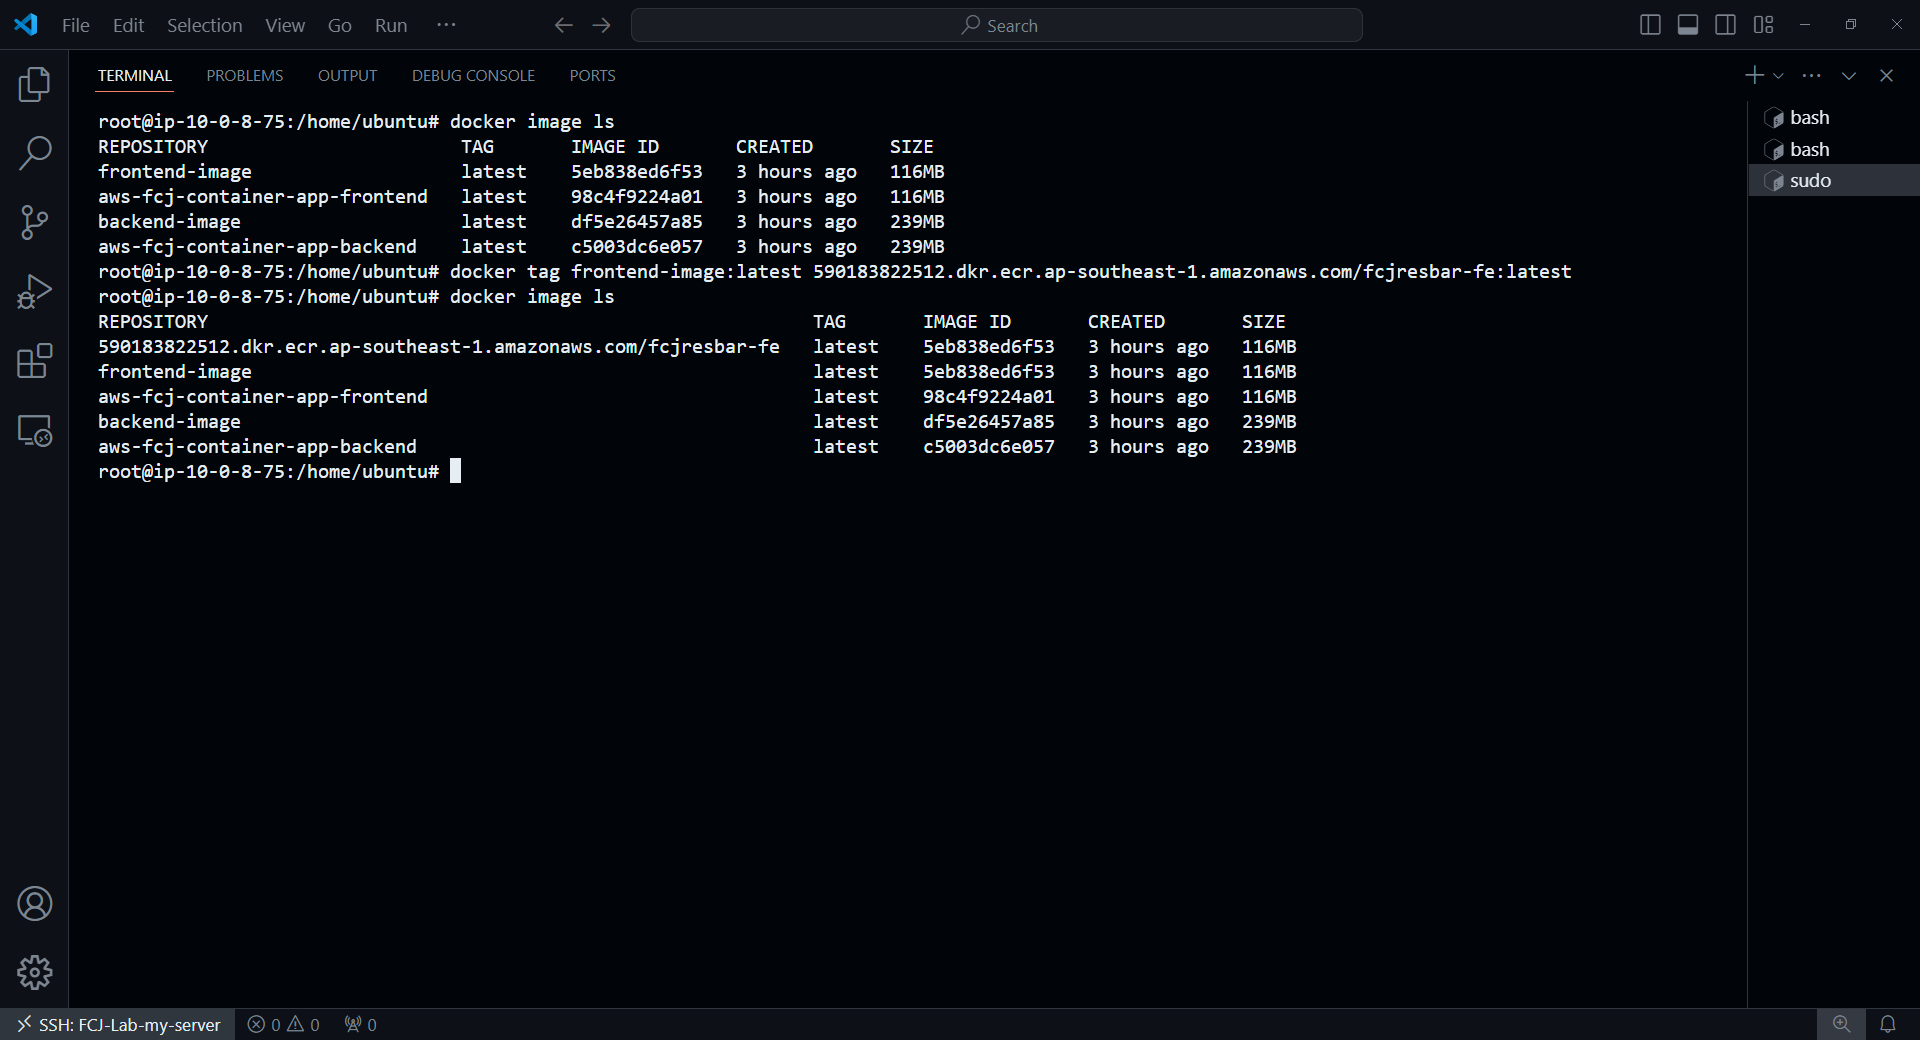 File Edit Selection View Go Run ··· Search
TERMINAL PROBLEMS OUTPUT DEBUG CONSOLE PORTS
root@ip-10-0-8-75:/home/ubuntu# docker image ls
REPOSITORY TAG IMAGE ID CREATED SIZE
frontend-image latest 5eb838ed6f53 3 hours ago 116MB
aws-fcj-container-app-frontend latest 98c4f9224a01 3 hours ago 116MB
backend-image latest df5e26457a85 3 hours ago 239MB
aws-fcj-container-app-backend latest c5003dc6e057 3 hours ago 239MB
root@ip-10-0-8-75:/home/ubuntu# docker tag frontend-image:latest 590183822512.dkr.ecr.ap-southeast-1.amazonaws.com/fcjresbar-fe:latest
root@ip-10-0-8-75:/home/ubuntu# docker image ls
REPOSITORY TAG IMAGE ID CREATED SIZE
590183822512.dkr.ecr.ap-southeast-1.amazonaws.com/fcjresbar-fe latest 5eb838ed6f53 3 hours ago 116MB
frontend-image latest 5eb838ed6f53 3 hours ago 116MB
aws-fcj-container-app-frontend latest 98c4f9224a01 3 hours ago 116MB
backend-image latest df5e26457a85 3 hours ago 239MB
aws-fcj-container-app-backend latest c5003dc6e057 3 hours ago 239MB
root@ip-10-0-8-75:/home/ubuntu#
bash
bash
sudo
SSH: FCJ-Lab-my-server 0 0 0